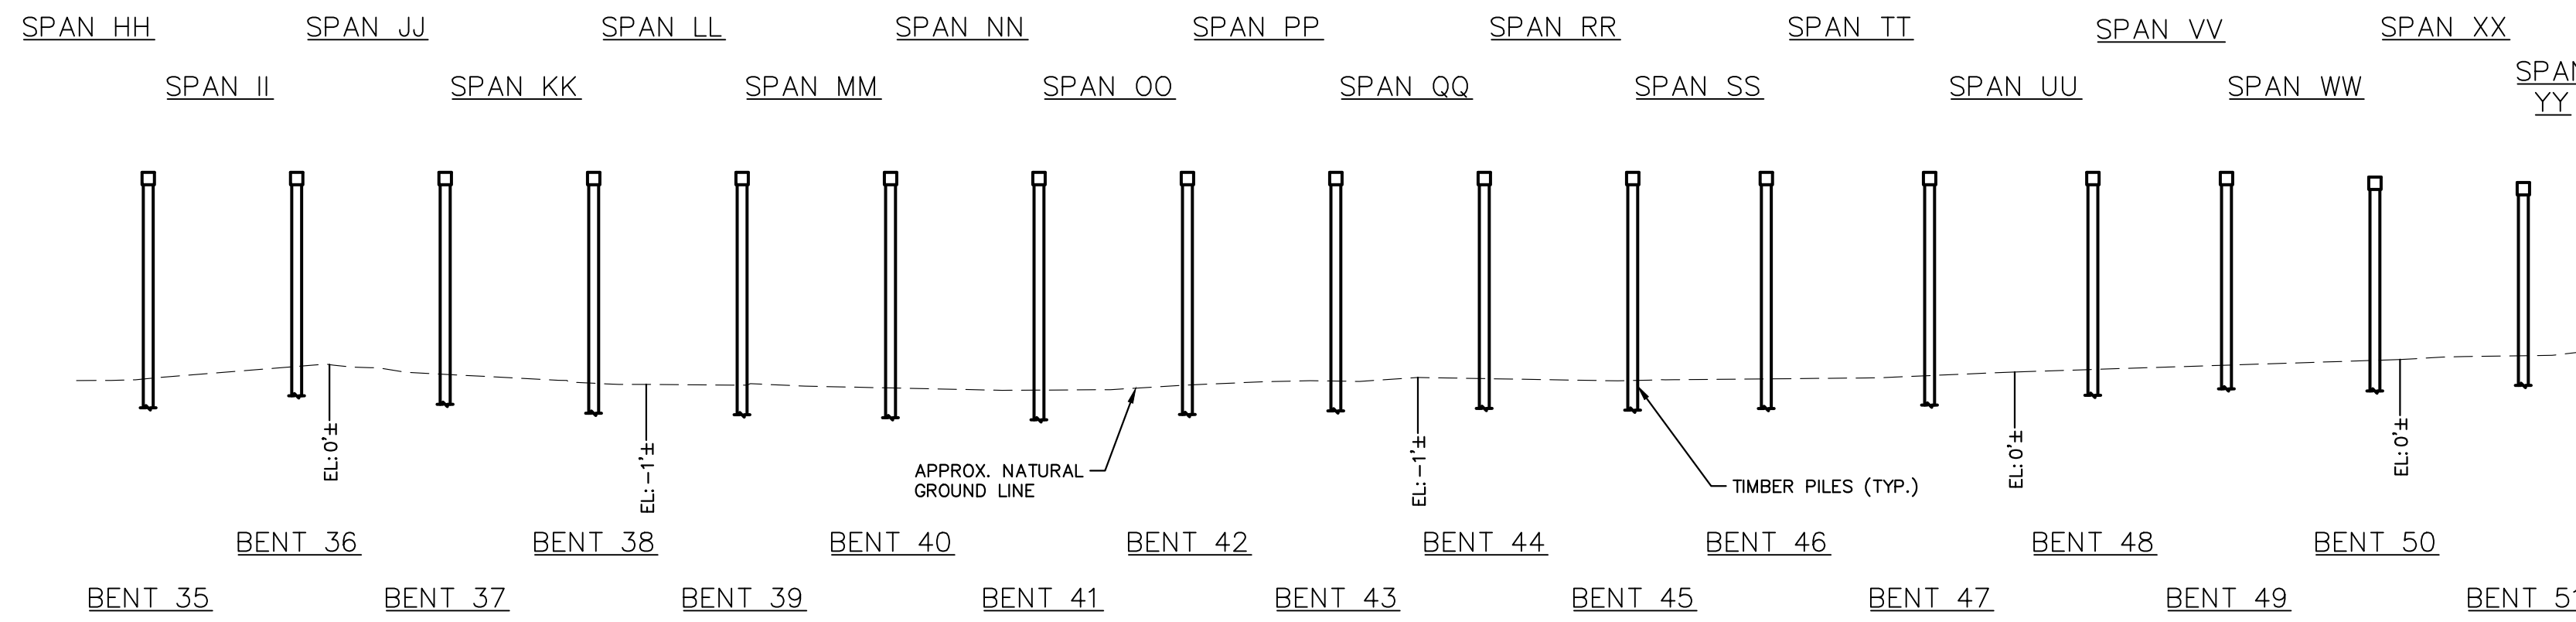 SPAN HH
SPAN JJ
SPAN LL
SPAN NN
SPAN PP
SPAN RR
SPAN TT
SPAN VV
SPAN XX
SPAN II
SPAN KK
SPAN MM
SPAN OO
SPAN QQ
SPAN SS
SPAN UU
SPAN WW
SPAN
YY
EL: 0'±
EL: -1'±
APPROX. NATURAL
GROUND LINE
EL: -1'±
TIMBER PILES (TYP.)
EL: 0'±
EL: 0'±
BENT 36
BENT 38
BENT 40
BENT 42
BENT 44
BENT 46
BENT 48
BENT 50
BENT 35
BENT 37
BENT 39
BENT 41
BENT 43
BENT 45
BENT 47
BENT 49
BENT 51